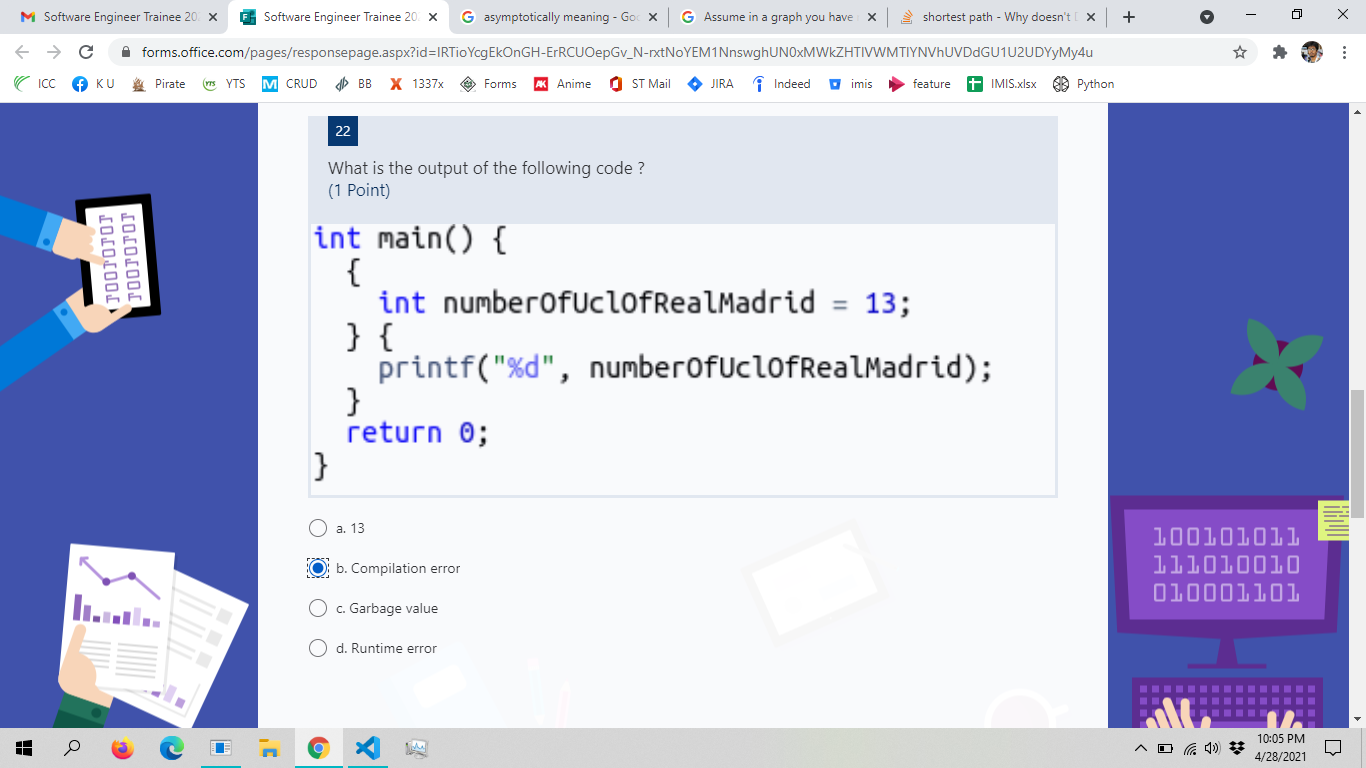 Software Engineer Trainee 20
Software Engineer Trainee 20
asymptotically meaning - Goo
Assume in a graph you have
shortest path - Why doesn't
forms.office.com/pages/responsepage.aspx?id=IRTioYcgEkOnGH-ErRCUOepGv_N-rxtNoYEM1NnswghUN0xMWkZHTlVWMTlYNVhUVDdGU1U2UDYyMy4u
ICC
K U
Pirate
YTS
CRUD
BB
1337x
Forms
Anime
ST Mail
JIRA
Indeed
imis
feature
IMIS.xlsx
Python
22
What is the output of the following code ?
(1 Point)
int main() {
{
int numberOfUclOfRealMadrid = 13;
} {
printf("%d", numberOfUclOfRealMadrid);
}
return 0;
}
a. 13
b. Compilation error
c. Garbage value
d. Runtime error
100101011
111010010
010001101
10:05 PM
4/28/2021